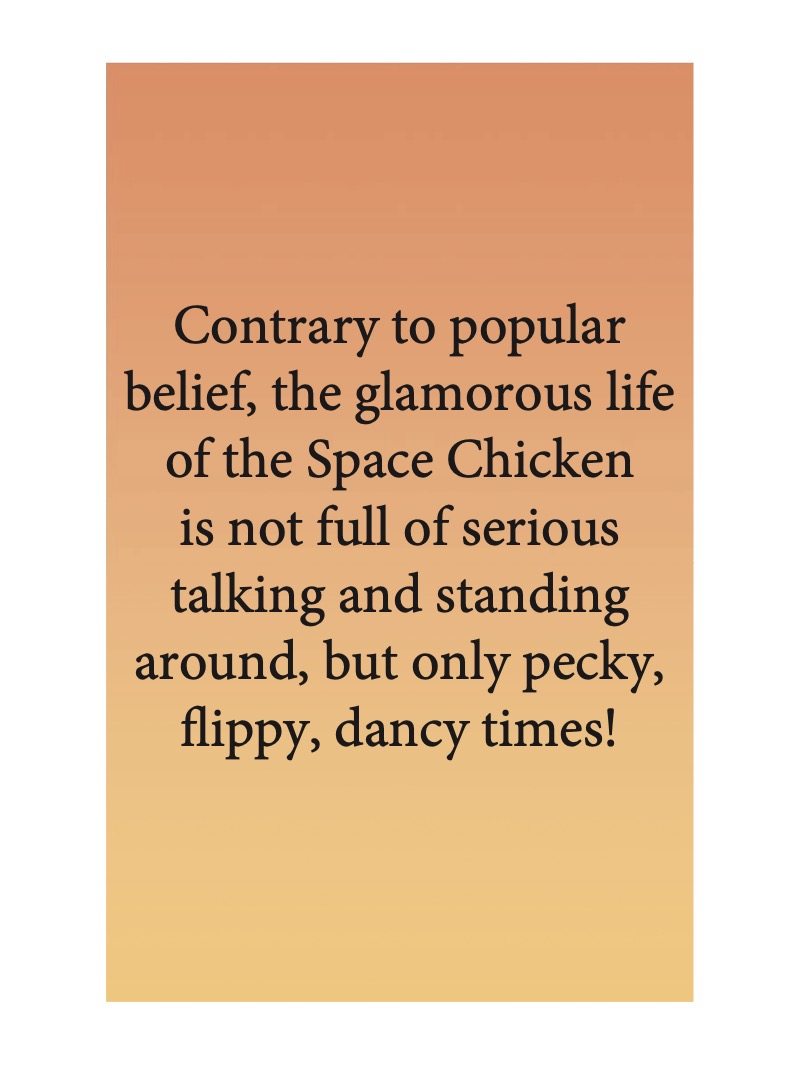 Contrary to popular
belief, the glamorous life
of the Space Chicken
is not full of serious
talking and standing
around, but only pecky,
flippy, dancy times!